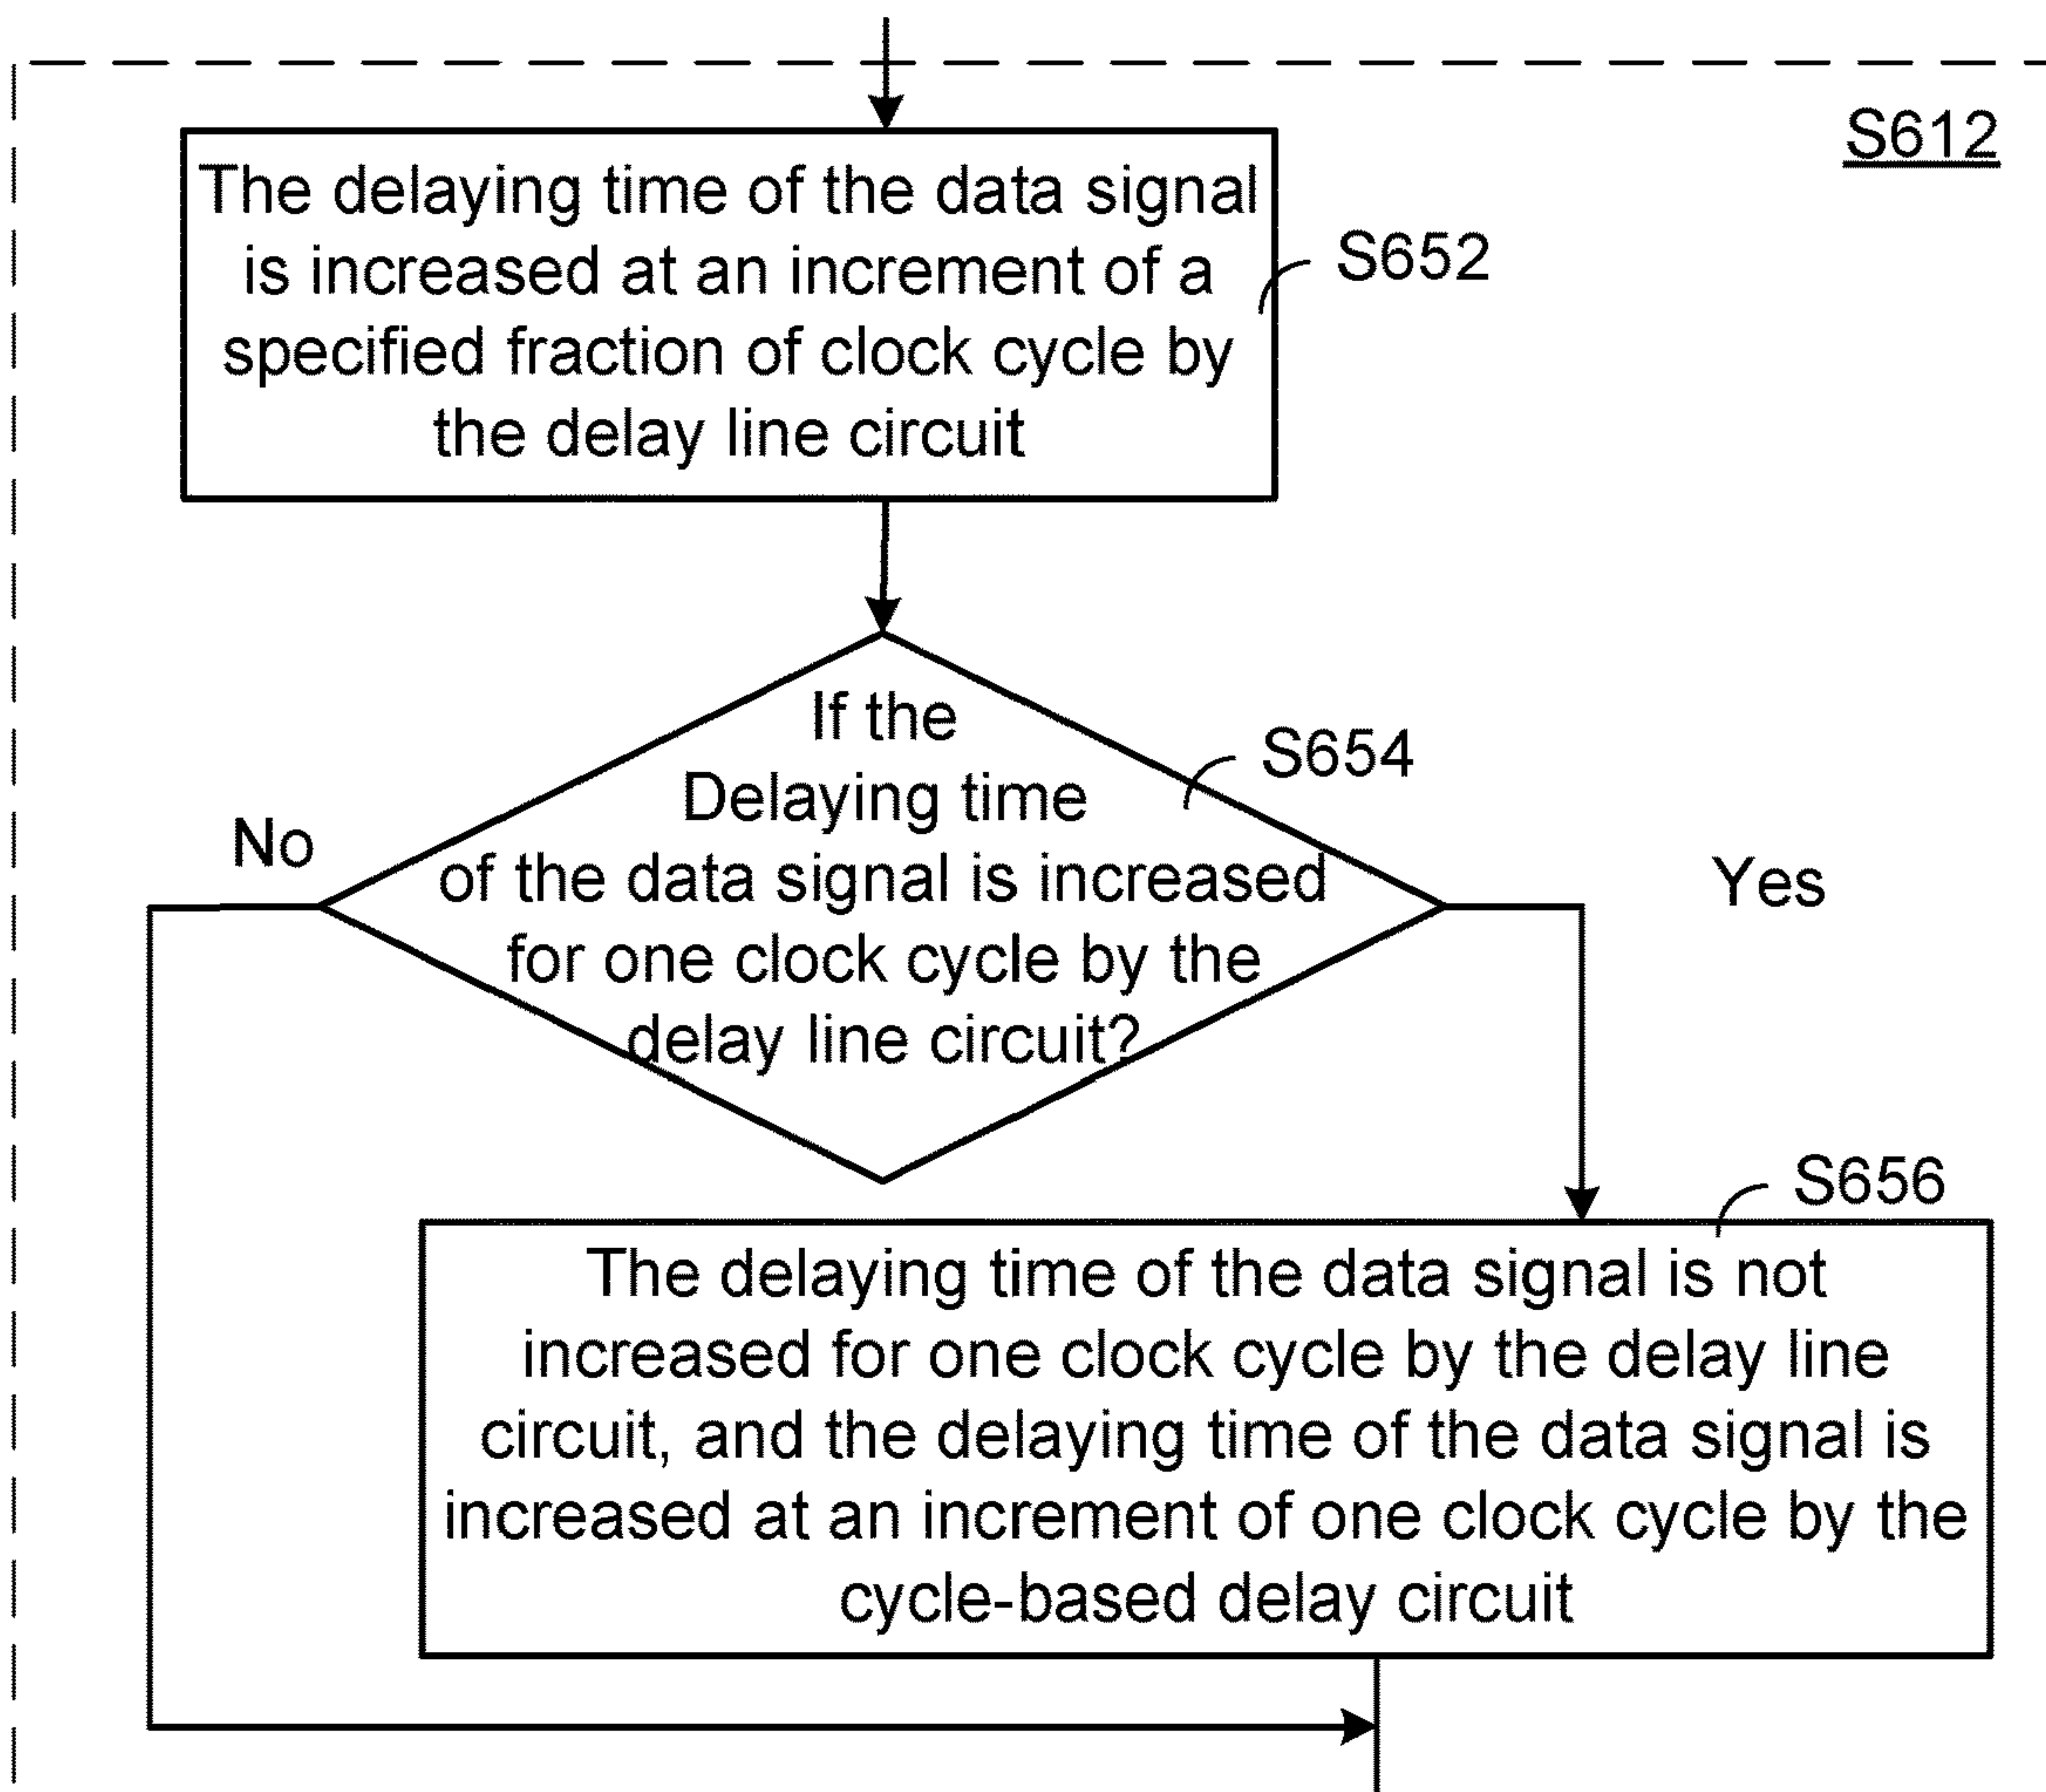 S612
The delaying time of the data signal
is increased at an increment of a
specified fraction of clock cycle by
the delay line circuit
S652
If the
Delaying time
of the data signal is increased
for one clock cycle by the
delay line circuit?
S654
No
Yes
S656
The delaying time of the data signal is not
increased for one clock cycle by the delay line
circuit, and the delaying time of the data signal is
increased at an increment of one clock cycle by the
cycle-based delay circuit